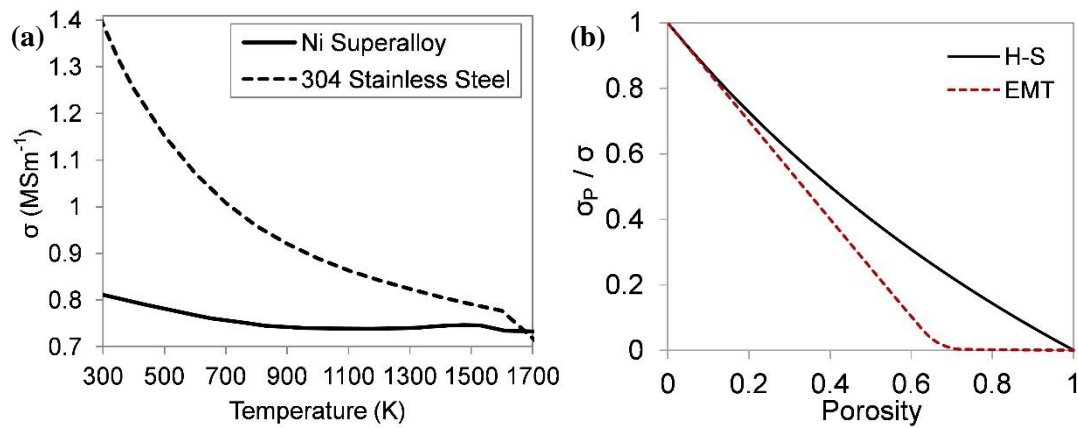 (a)
1.4
1.3
1.2
1.1
1
0.9
0.8
0.7
σ (MSm⁻¹)
Ni Superalloy
304 Stainless Steel
300 500 700 900 1100 1300 1500 1700
Temperature (K)
(b)
1
0.8
0.6
0.4
0.2
0
σP / σ
H-S
EMT
0 0.2 0.4 0.6 0.8 1
Porosity